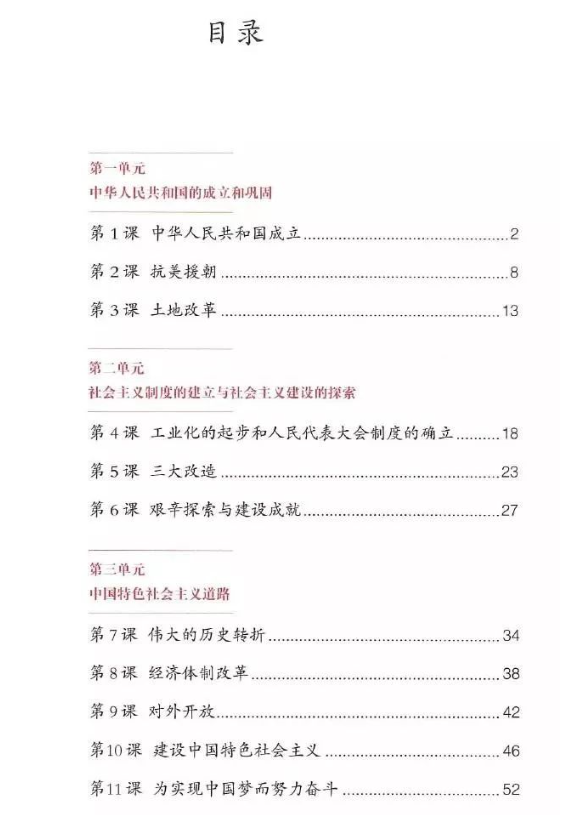 目录
第一单元
中华人民共和国的成立和巩固
第1课 中华人民共和国成立....................2
第2课 抗美援朝....................8
第3课 土地改革....................13
第二单元
社会主义制度的建立与社会主义建设的探索
第4课 工业化的起步和人民代表大会制度的确立..........18
第5课 三大改造....................23
第6课 艰辛探索与建设成就....................27
第三单元
中国特色社会主义道路
第7课 伟大的历史转折....................34
第8课 经济体制改革....................38
第9课 对外开放....................42
第10课 建设中国特色社会主义....................46
第11课 为实现中国梦而努力奋斗....................52